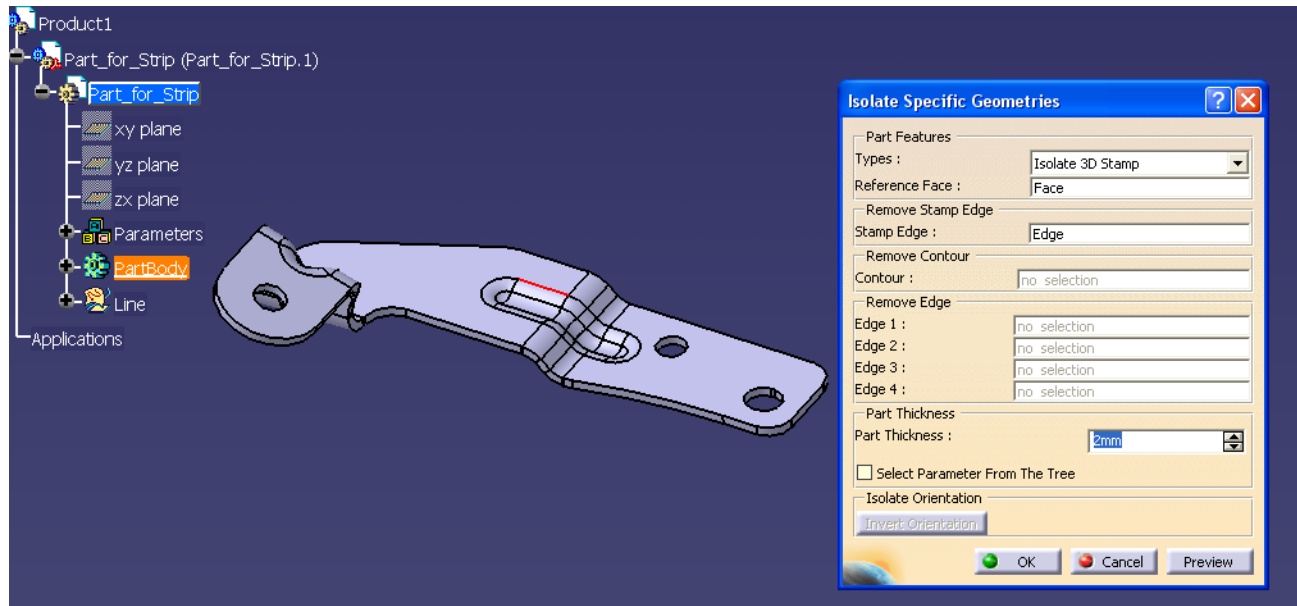 Product1
Part_for_Strip (Part_for_Strip.1)
Part_for_Strip
xy plane
yz plane
zx plane
Parameters
PartBody
Line
Applications
Isolate Specific Geometries
Part Features
Types : Isolate 3D Stamp
Reference Face : Face
Remove Stamp Edge
Stamp Edge : Edge
Remove Contour
Contour : no selection
Remove Edge
Edge 1 : no selection
Edge 2 : no selection
Edge 3 : no selection
Edge 4 : no selection
Part Thickness
Part Thickness : 2mm
Select Parameter From The Tree
Isolate Orientation
Invert Orientation
OK Cancel Preview